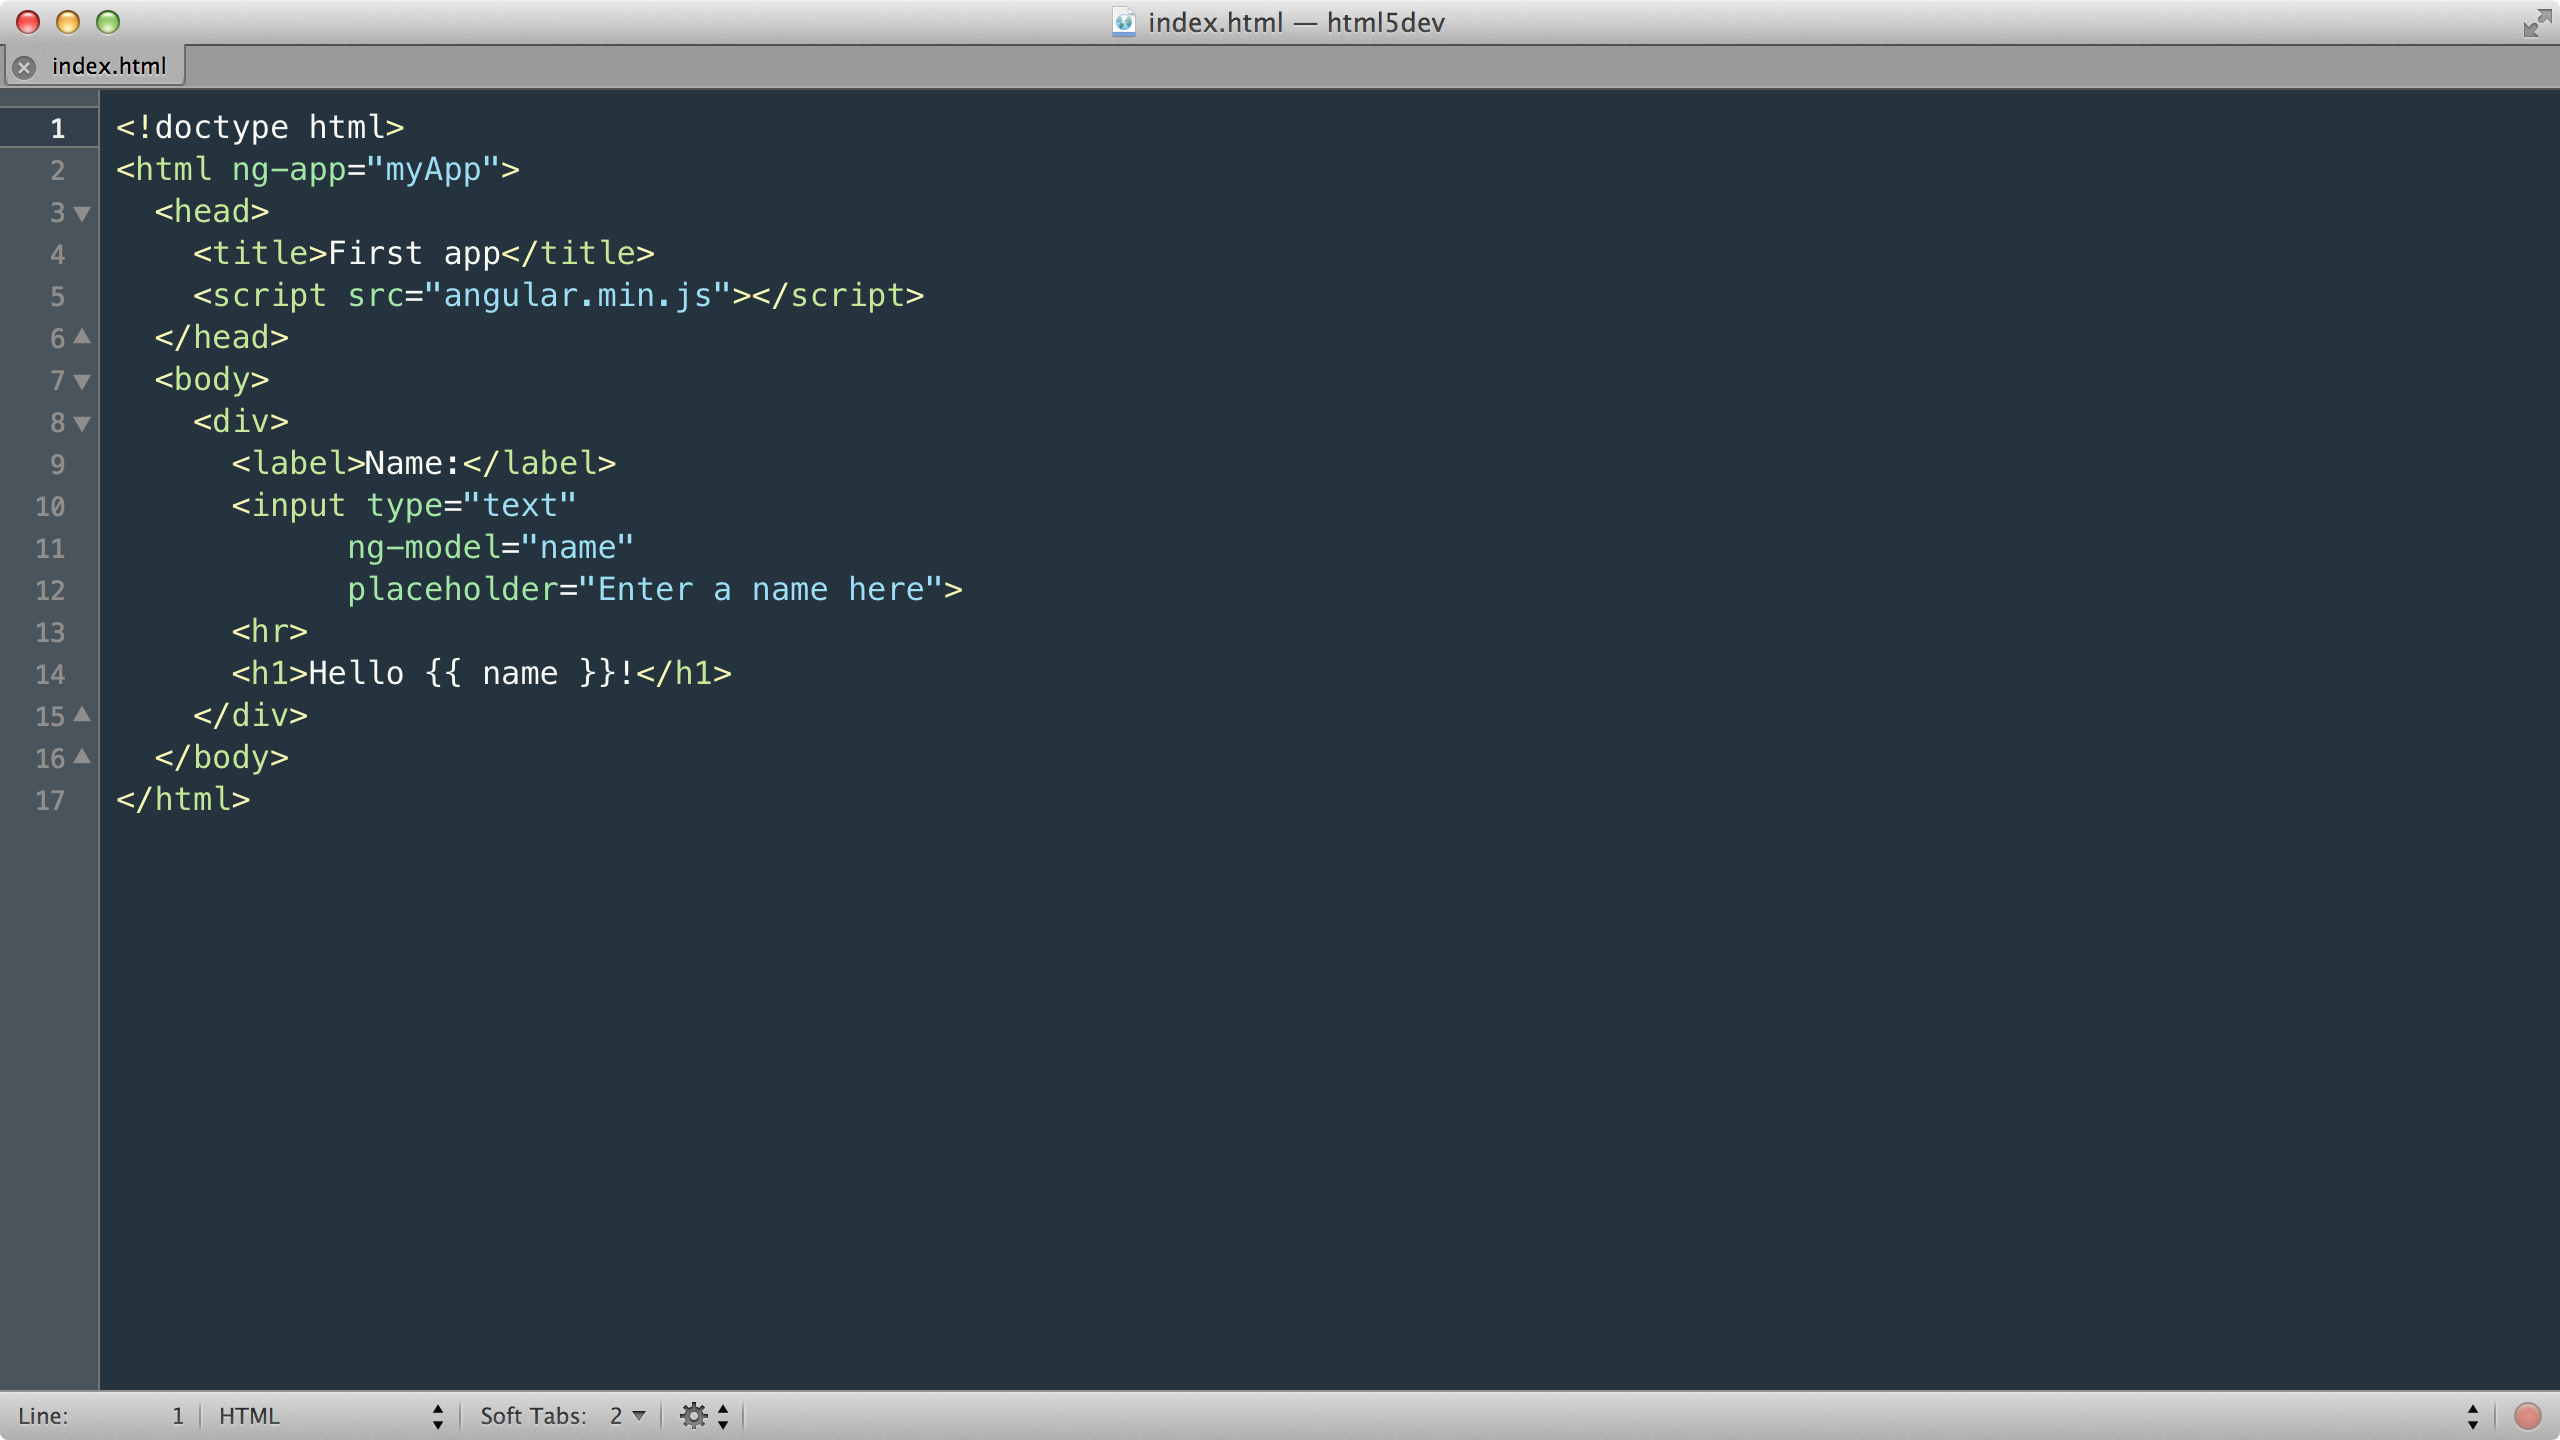 index.html — html5dev
index.html
1 <!doctype html>
2 <html ng-app="myApp">
3   <head>
4     <title>First app</title>
5     <script src="angular.min.js"></script>
6   </head>
7   <body>
8     <div>
9       <label>Name:</label>
10       <input type="text"
11             ng-model="name"
12             placeholder="Enter a name here">
13       <hr>
14       <h1>Hello {{ name }}!</h1>
15     </div>
16   </body>
17 </html>
Line: 1 HTML Soft Tabs: 2